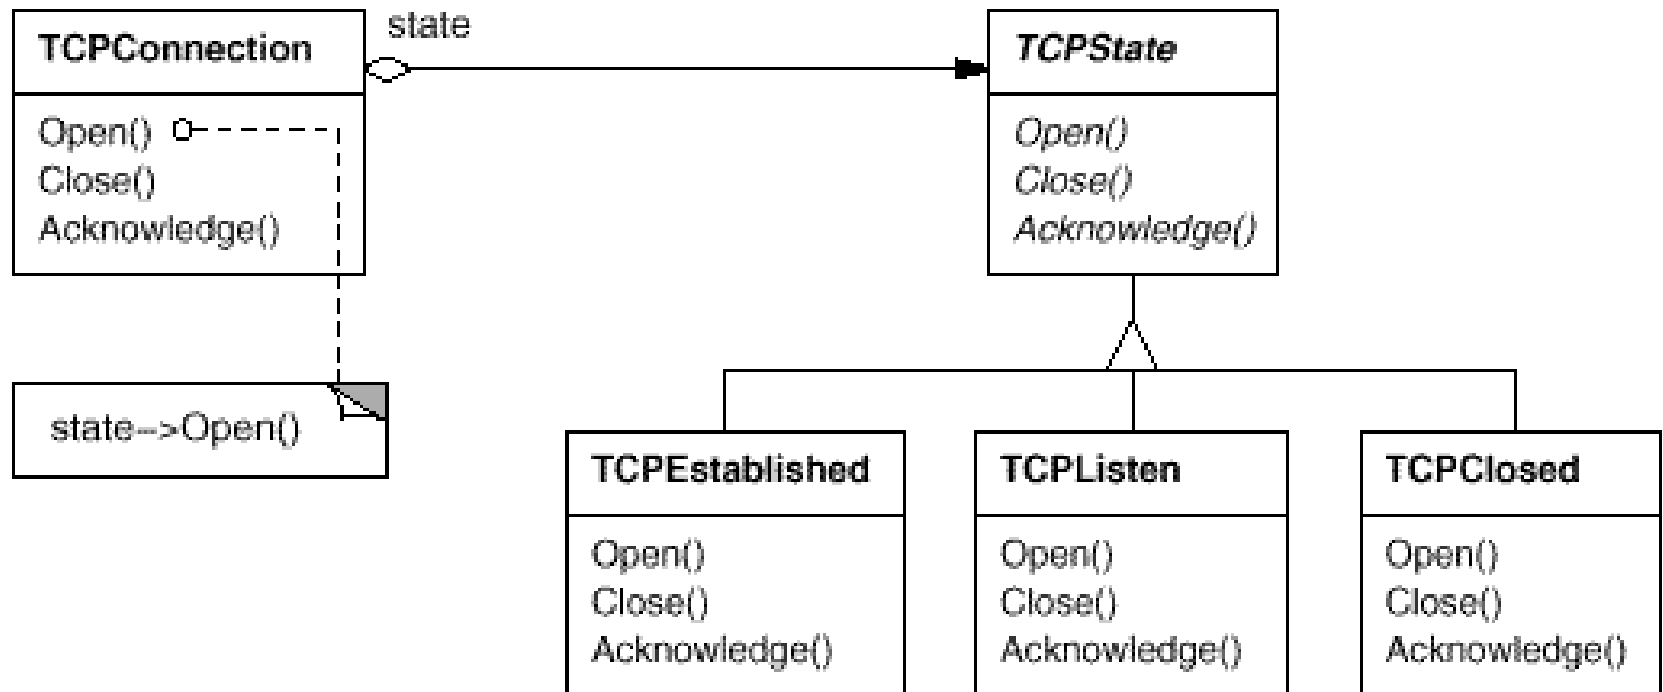 TCPConnection
Open()
Close()
Acknowledge()
state
TCPState
Open()
Close()
Acknowledge()
state-->Open()
TCPEstablished
Open()
Close()
Acknowledge()
TCPListen
Open()
Close()
Acknowledge()
TCPClosed
Open()
Close()
Acknowledge()